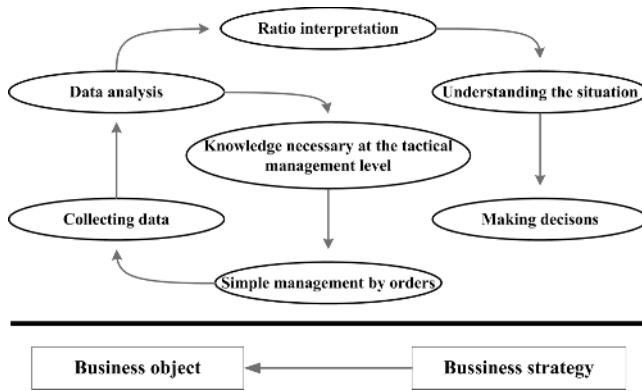 Ratio interpretation
Data analysis
Understanding the situation
Knowledge necessary at the tactical
management level
Collecting data
Making decisons
Simple management by orders
Business object
Bussiness strategy